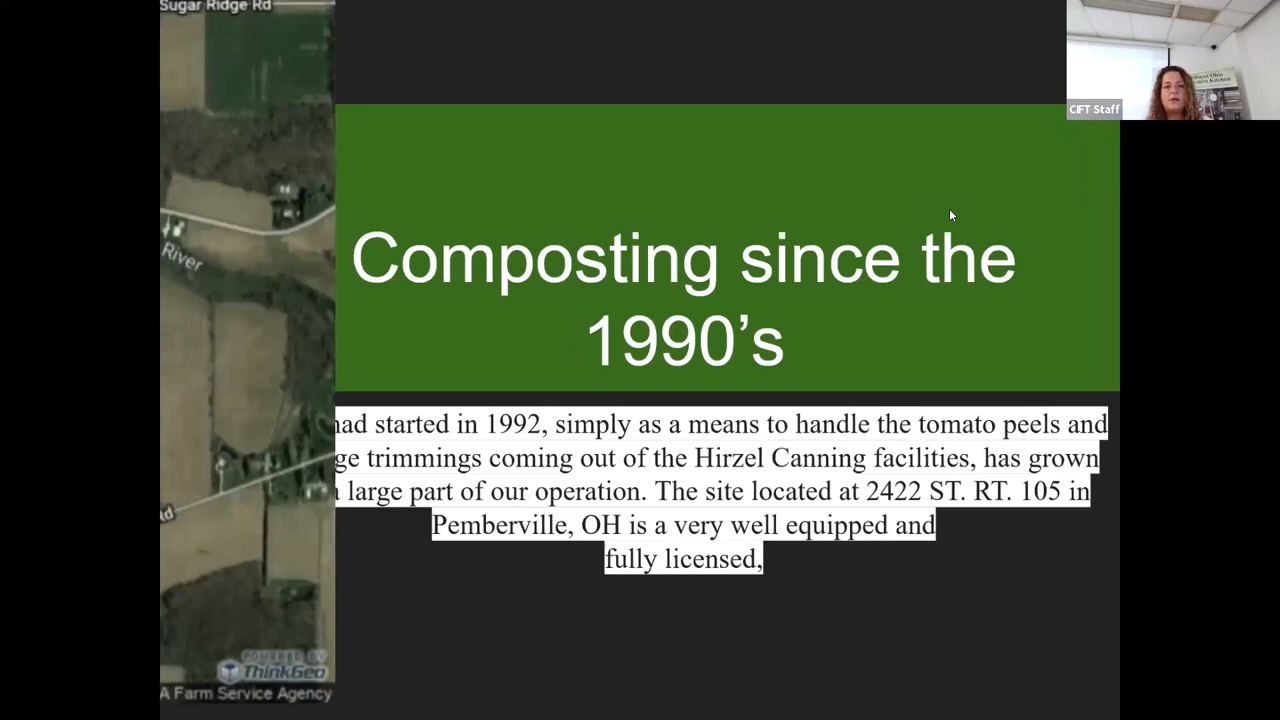 Sugar Ridge Rd
River
Rd
POWERED BY
ThinkGeo
A Farm Service Agency
Composting since the
1990’s
had started in 1992, simply as a means to handle the tomato peels and
ge trimmings coming out of the Hirzel Canning facilities, has grown
a large part of our operation. The site located at 2422 ST. RT. 105 in
Pemberville, OH is a very well equipped and
fully licensed,
CIFT Staff
Kitchen